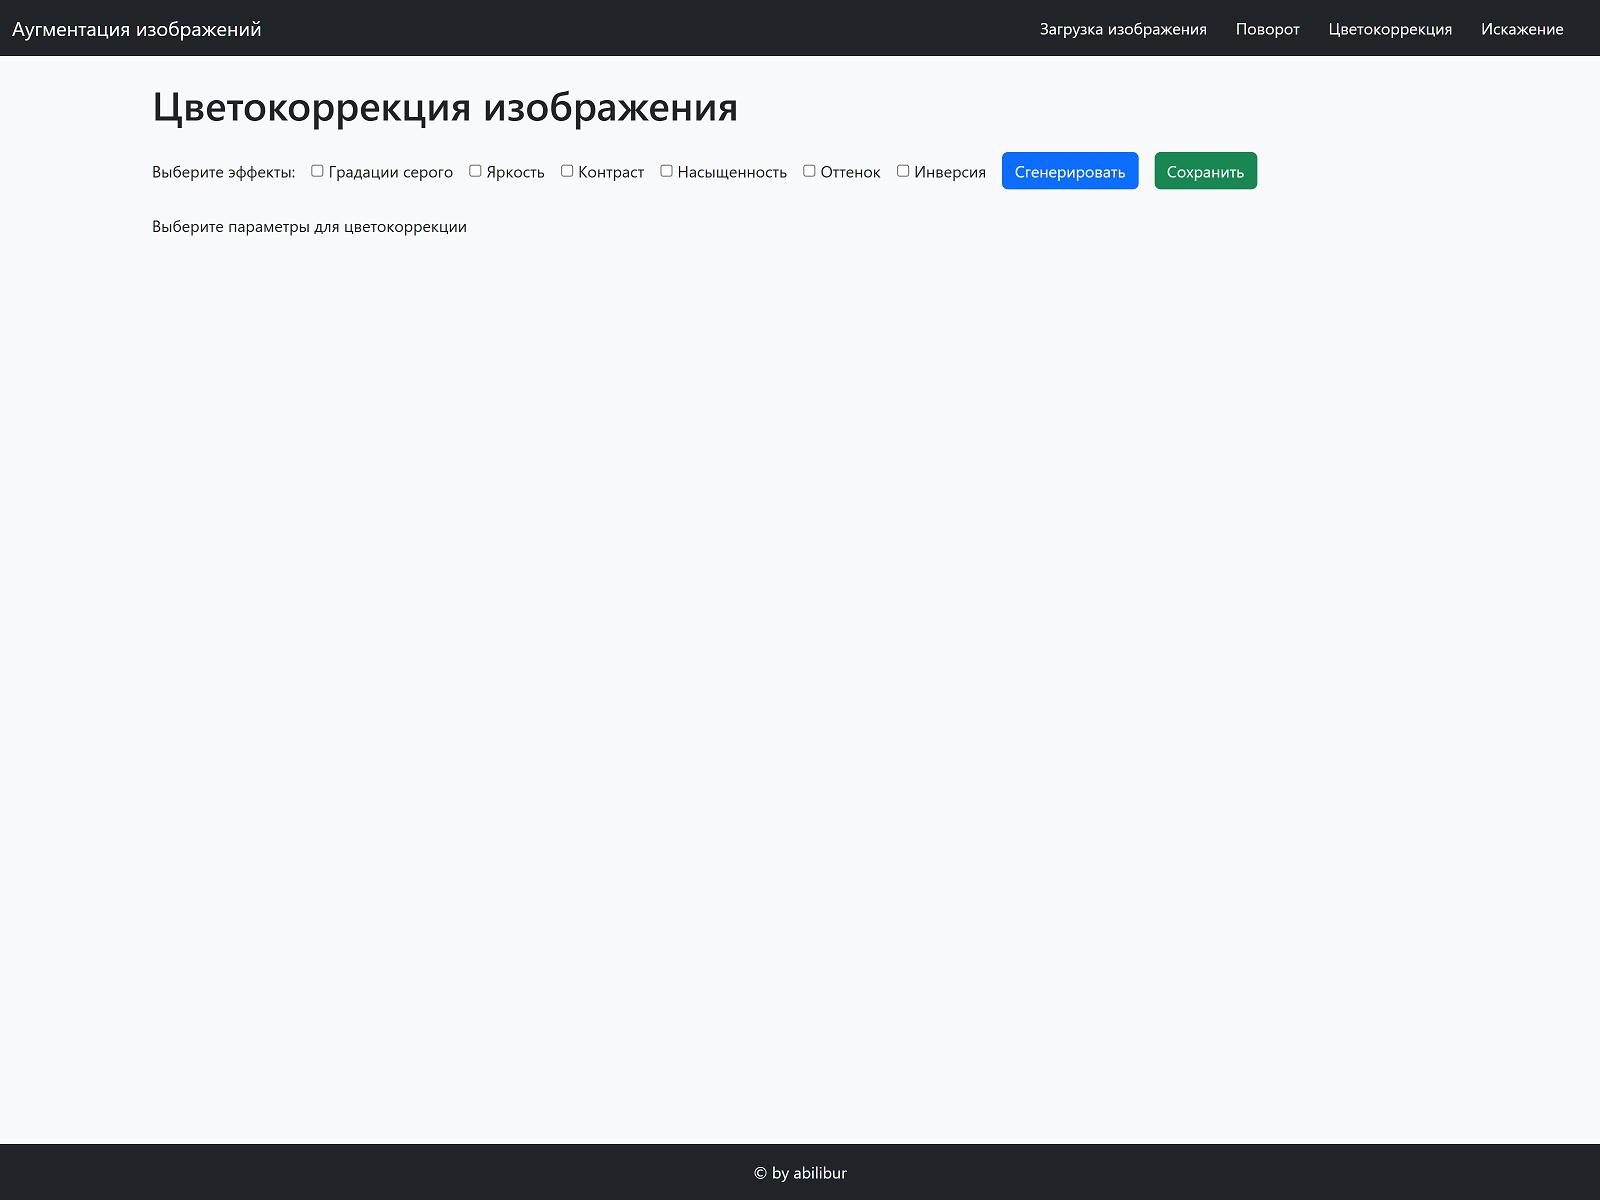 Аугментация изображений
Загрузка изображения Поворот Цветокоррекция Искажение
Цветокоррекция изображения
Выберите эффекты: Градации серого Яркость Контраст Насыщенность Оттенок Инверсия Сгенерировать Сохранить
Выберите параметры для цветокоррекции
© by abilibur